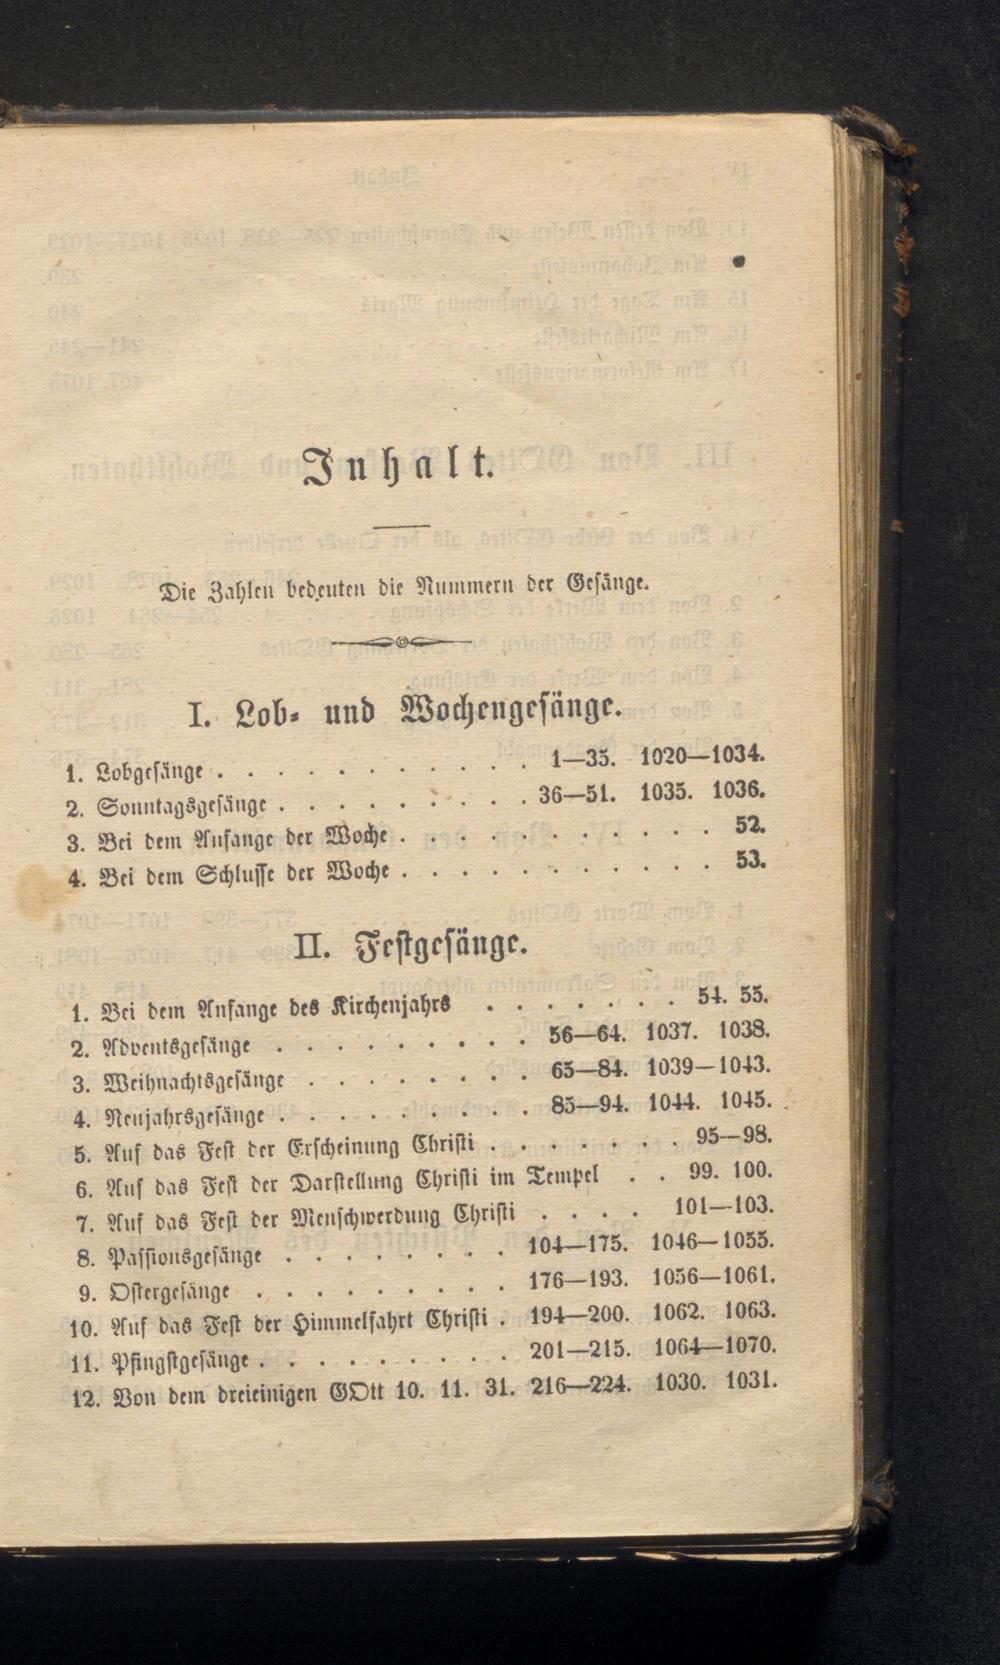 Inhalt.
Die Zahlen bedeuten die Nummern der Gesänge.
I. Lob- und Wochengesänge.
1. Lobgesänge . . . . . . . . . . . 1—35. 1020—1034.
2. Sonntagsgesänge . . . . . . . . . 36—51. 1035. 1036.
3. Bei dem Anfange der Woche . . . . . . . . . . . 52.
4. Bei dem Schlusse der Woche . . . . . . . . . . . 53.
II. Festgesänge.
1. Bei dem Anfange des Kirchenjahrs . . . . . . . 54. 55.
2. Adventsgesänge . . . . . . . . . 56—64. 1037. 1038.
3. Weihnachtsgesänge . . . . . . . . 65—84. 1039—1043.
4. Neujahrsgesänge . . . . . . . . . 85—94. 1044. 1045.
5. Auf das Fest der Erscheinung Christi . . . . . . . 95—98.
6. Auf das Fest der Darstellung Christi im Tempel . . 99. 100.
7. Auf das Fest der Menschwerdung Christi . . . . 101—103.
8. Passionsgesänge . . . . . . . . 104—175. 1046—1055.
9. Ostergesänge . . . . . . . . . 176—193. 1056—1061.
10. Auf das Fest der Himmelfahrt Christi . 194—200. 1062. 1063.
11. Pfingstgesänge . . . . . . . . . 201—215. 1064—1070.
12. Von dem dreieinigen GOtt 10. 11. 31. 216—224. 1030. 1031.